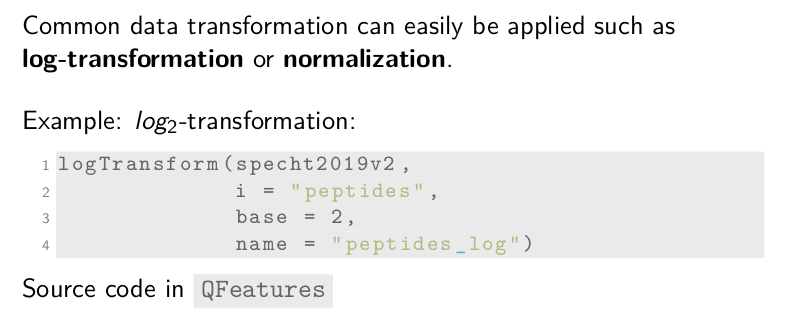 Common data transformation can easily be applied such as
log-transformation or normalization.
Example: log₂-transformation:
1 logTransform(specht2019v2,
2 i = "peptides",
3 base = 2,
4 name = "peptides_log")
Source code in QFeatures